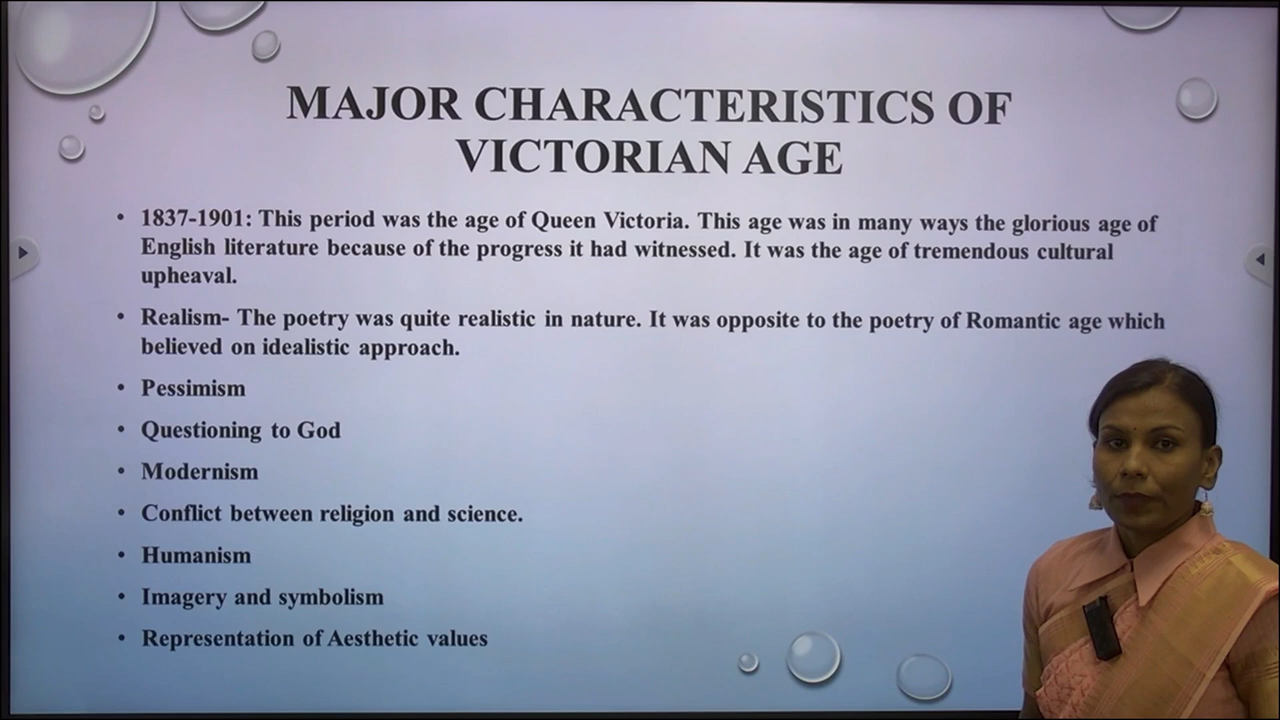 MAJOR CHARACTERISTICS OF
VICTORIAN AGE
• 1837-1901: This period was the age of Queen Victoria. This age was in many ways the glorious age of
English literature because of the progress it had witnessed. It was the age of tremendous cultural
upheaval.
• Realism- The poetry was quite realistic in nature. It was opposite to the poetry of Romantic age which
believed on idealistic approach.
• Pessimism
• Questioning to God
• Modernism
• Conflict between religion and science.
• Humanism
• Imagery and symbolism
• Representation of Aesthetic values